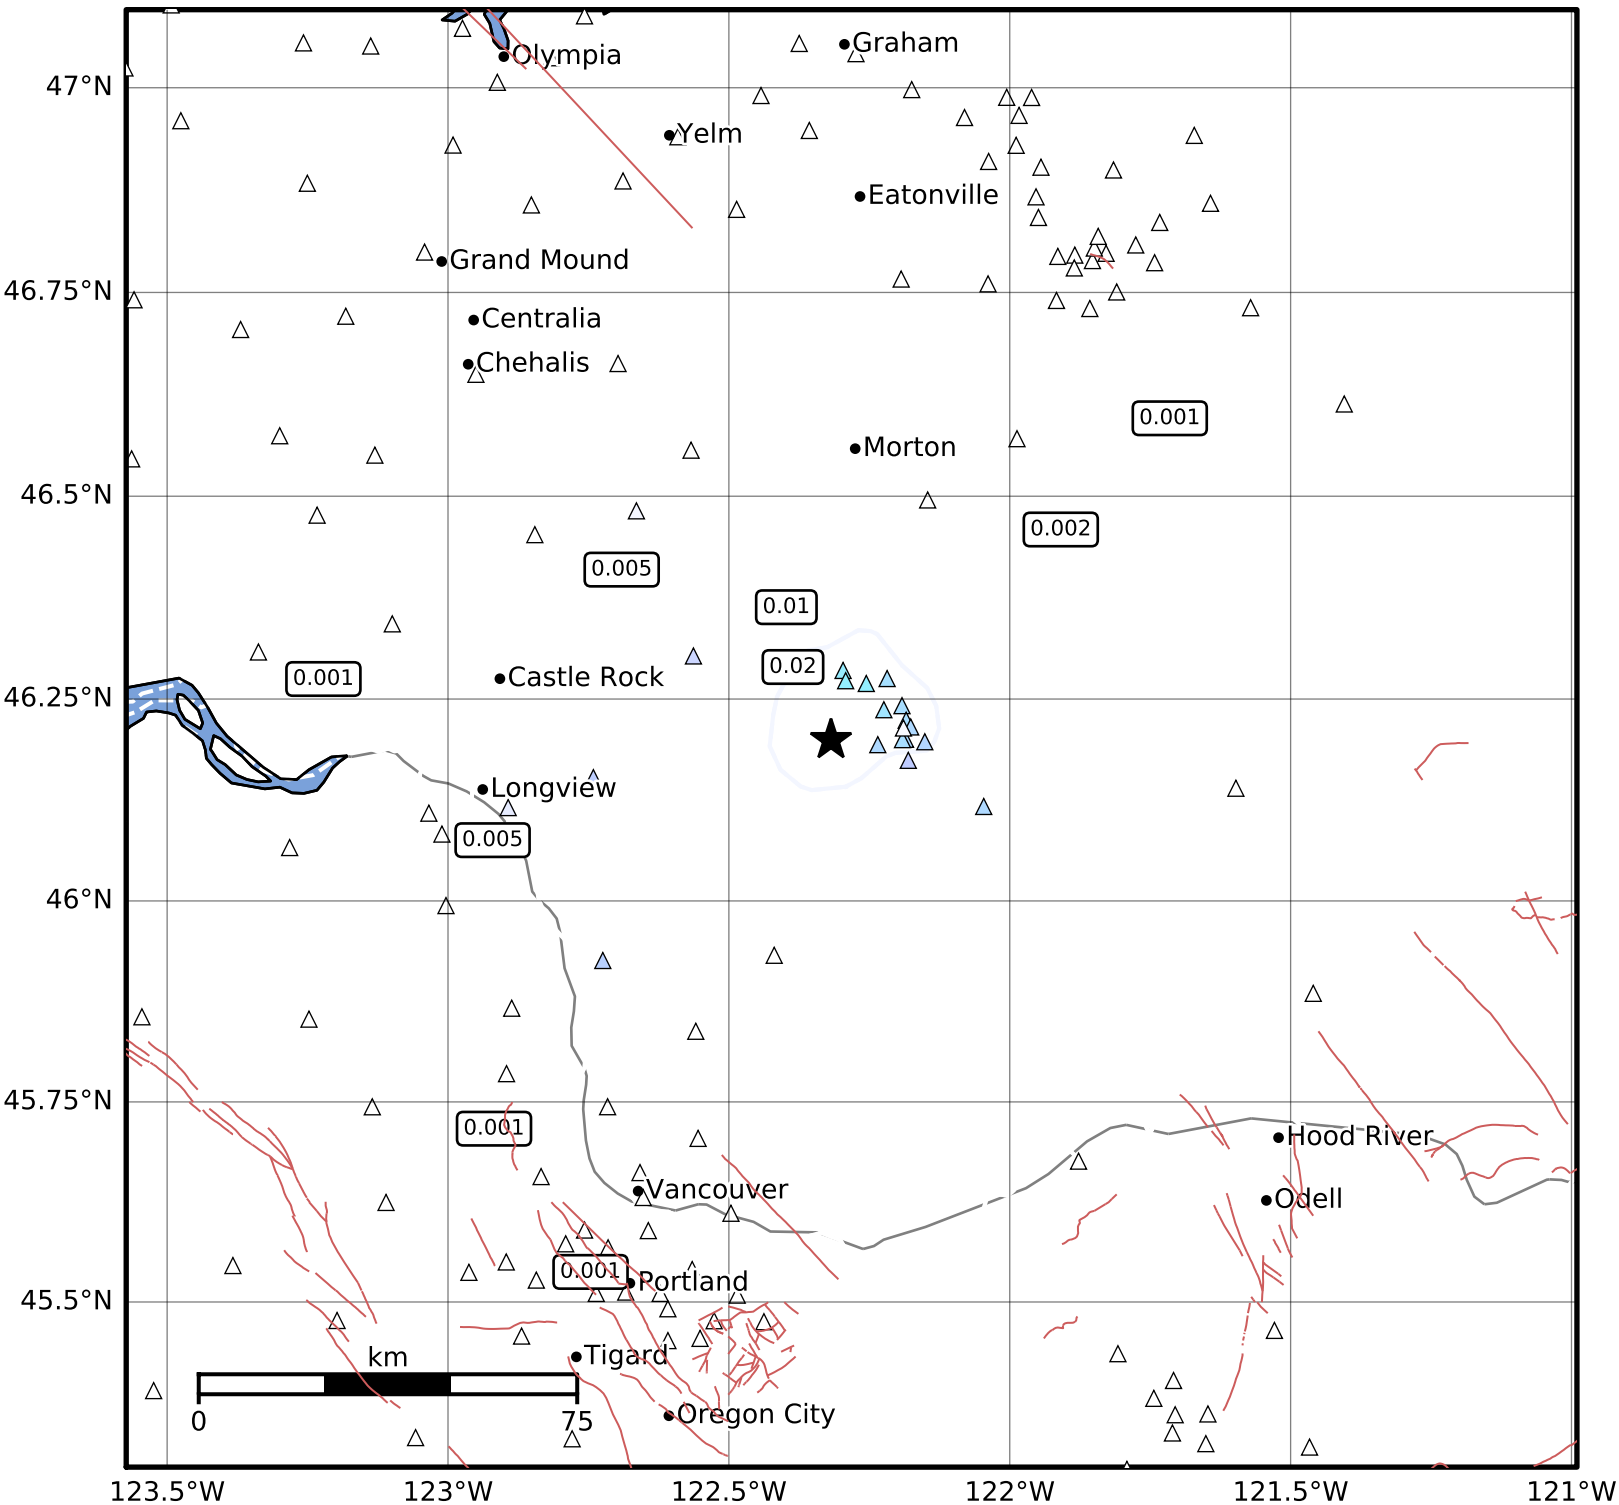 Graham
Olympia
47°N
Yelm
Eatonville
Grand Mound
46.75°N
Centralia
Chehalis
0.001
Morton
46.5°N
0.002
0.005
0.01
0.02
0.001
Castle Rock
46.25°N
Longview
0.005
46°N
45.75°N
0.001
Hood River
Vancouver
Odell
0.001
Portland
45.5°N
km
Tigard
0 75
Oregon City
123.5°W 123°W 122.5°W 122°W 121.5°W 121°W